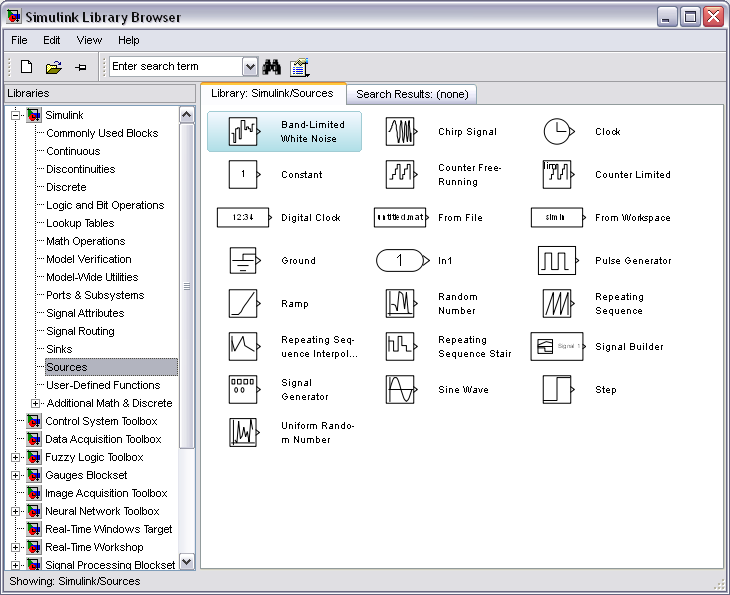 Simulink Library Browser
File Edit View Help
Enter search term
Libraries
Library: Simulink/Sources
Search Results: (none)
Simulink
Commonly Used Blocks
Continuous
Discontinuities
Discrete
Logic and Bit Operations
Lookup Tables
Math Operations
Model Verification
Model-Wide Utilities
Ports & Subsystems
Signal Attributes
Signal Routing
Sinks
Sources
User-Defined Functions
Additional Math & Discrete
Control System Toolbox
Data Acquisition Toolbox
Fuzzy Logic Toolbox
Gauges Blockset
Image Acquisition Toolbox
Neural Network Toolbox
Real-Time Windows Target
Real-Time Workshop
Signal Processing Blockset
Band-Limited
White Noise
Chirp Signal
Clock
1
Constant
Counter Free-
Running
lim
Counter Limited
12:34
Digital Clock
untitled.mat
From File
simin
From Workspace
Ground
1
In1
Pulse Generator
Ramp
Random
Number
Repeating
Sequence
Repeating Seq-
uence Interpol...
Repeating
Sequence Stair
Signal 1
Signal Builder
Signal
Generator
Sine Wave
Step
Uniform Rando-
m Number
Showing: Simulink/Sources